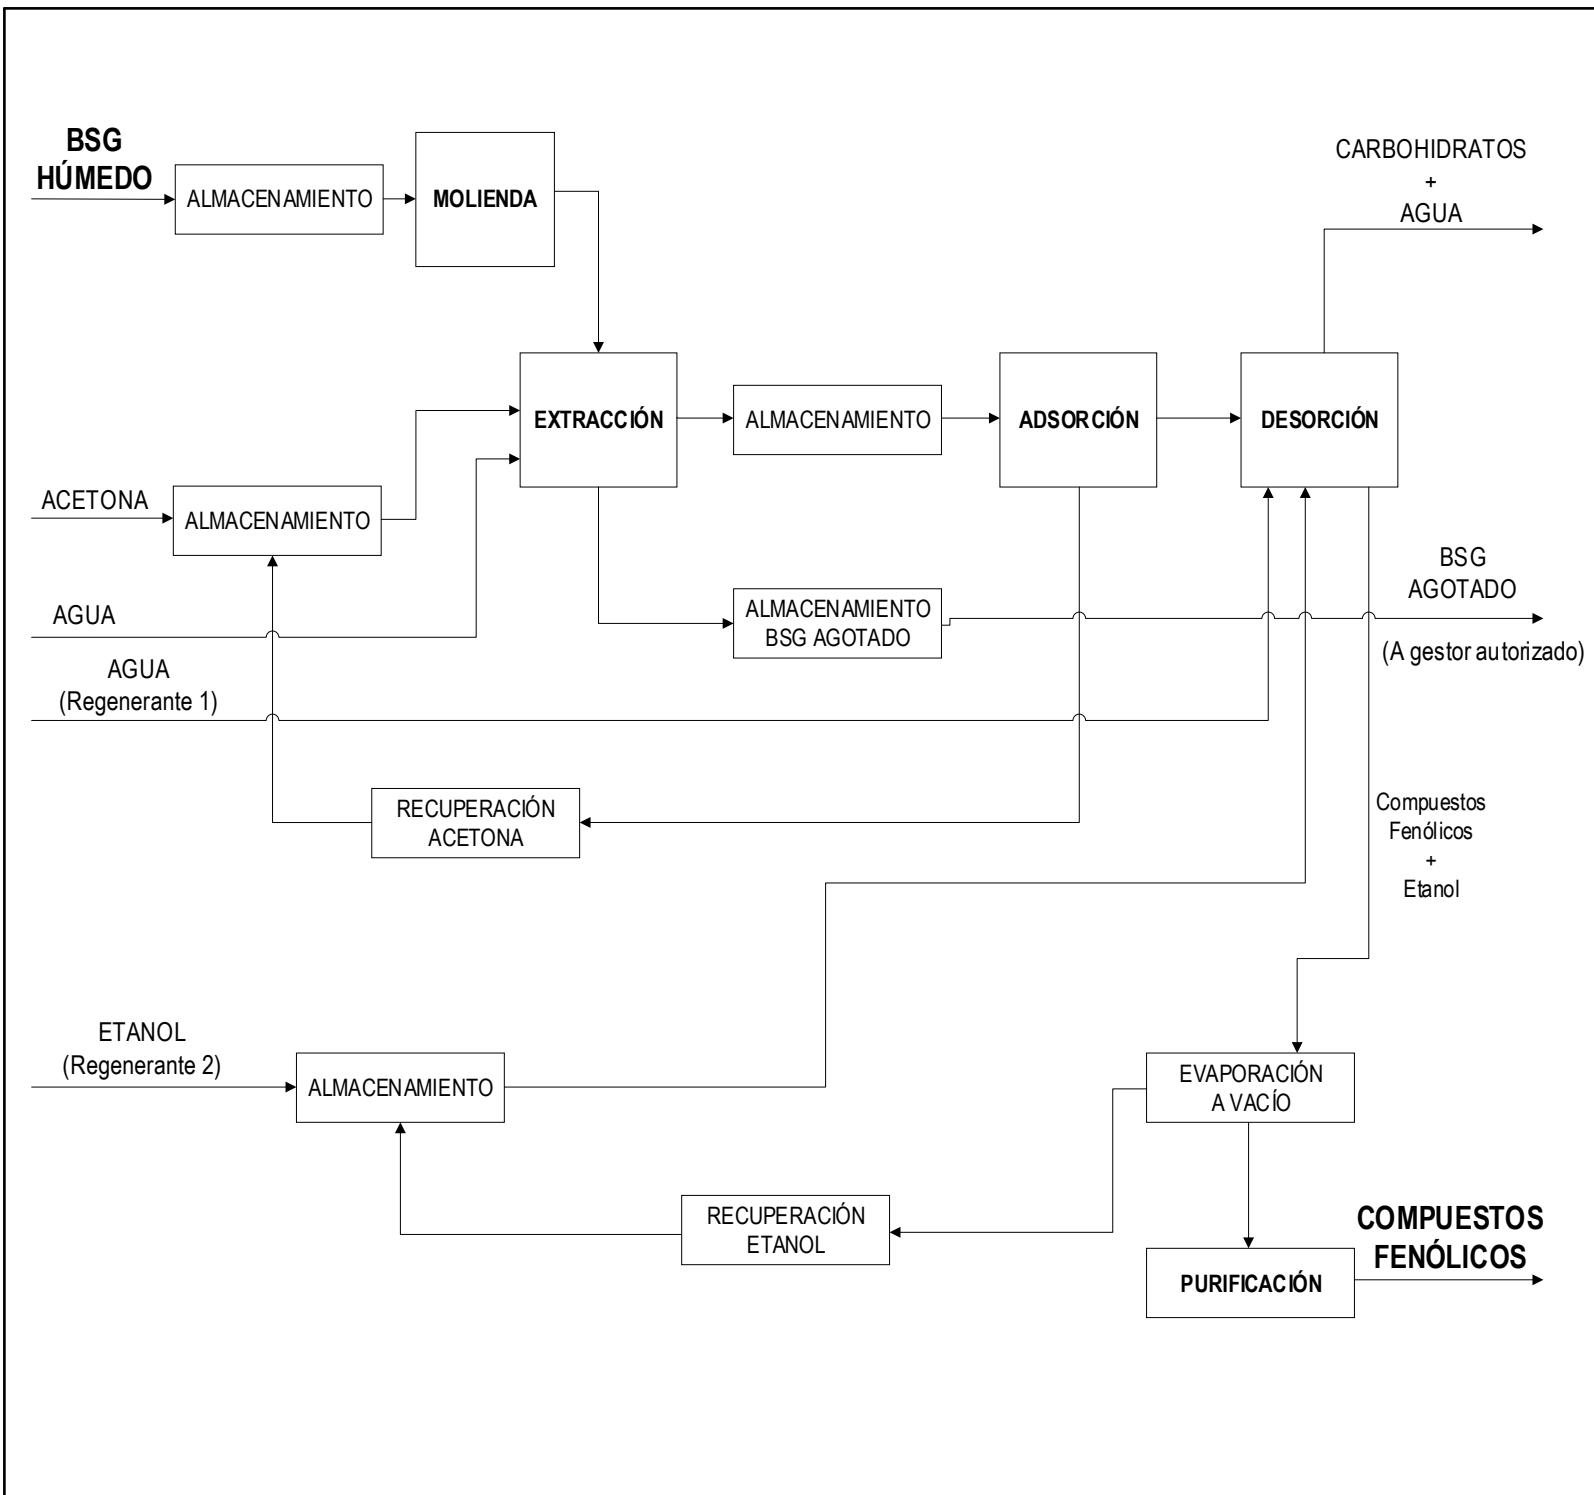 BSG
HÚMEDO
ALMACENAMIENTO
MOLIENDA
CARBOHIDRATOS
+
AGUA
EXTRACCIÓN
ALMACENAMIENTO
ADSORCIÓN
DESORCIÓN
ACETONA
ALMACENAMIENTO
BSG
AGOTADO
(A gestor autorizado)
ALMACENAMIENTO
BSG AGOTADO
AGUA
AGUA
(Regenerante 1)
RECUPERACIÓN
ACETONA
Compuestos
Fenólicos
+
Etanol
ETANOL
(Regenerante 2)
ALMACENAMIENTO
EVAPORACIÓN
A VACÍO
RECUPERACIÓN
ETANOL
COMPUESTOS
FENÓLICOS
PURIFICACIÓN